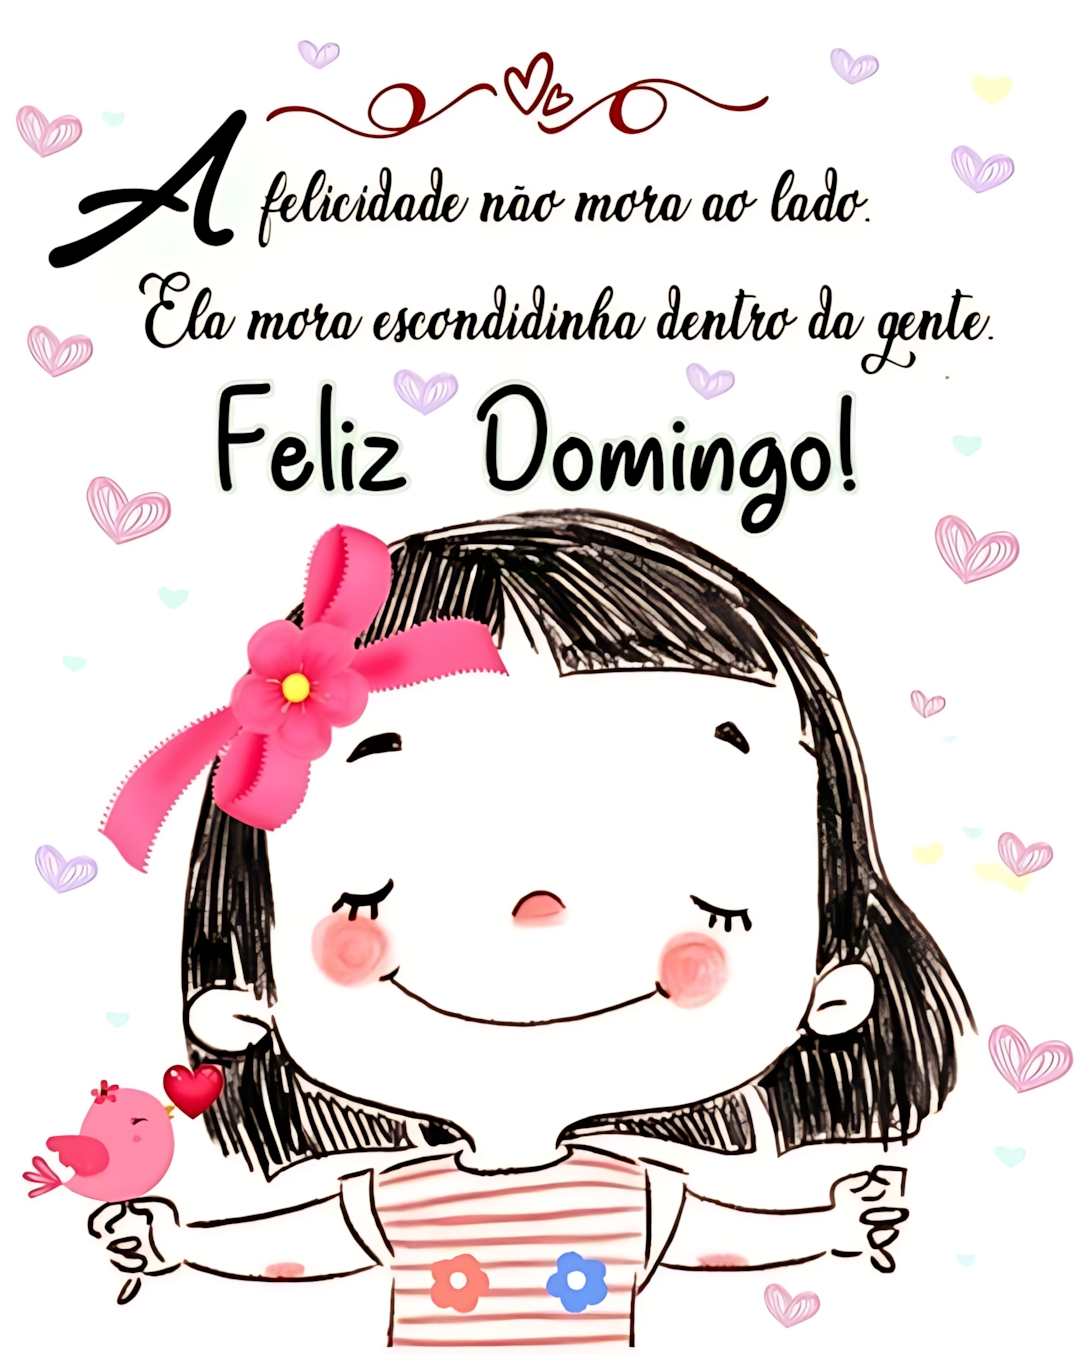 A felicidade não mora ao lado.
Ela mora escondidinha dentro da gente.
Feliz Domingo!